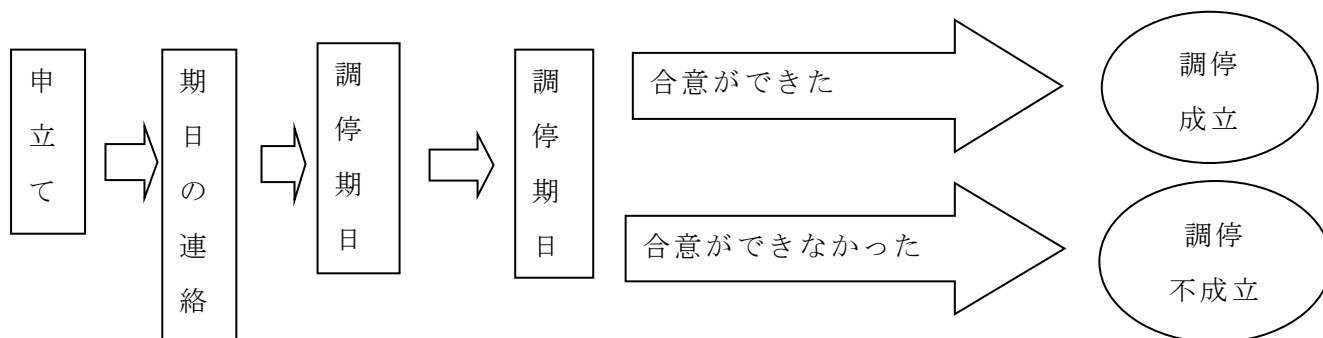 申立て
期日の連絡
調停期日
調停期日
合意ができた
調停
成立
合意ができなかった
調停
不成立